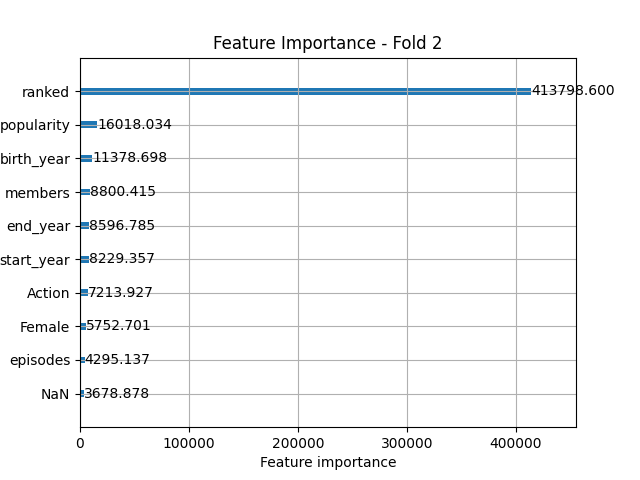 Feature Importance - Fold 2
ranked 413798.600
popularity 16018.034
birth_year 11378.698
members 8800.415
end_year 8596.785
start_year 8229.357
Action 7213.927
Female 5752.701
episodes 4295.137
NaN 3678.878
0 100000 200000 300000 400000
Feature importance